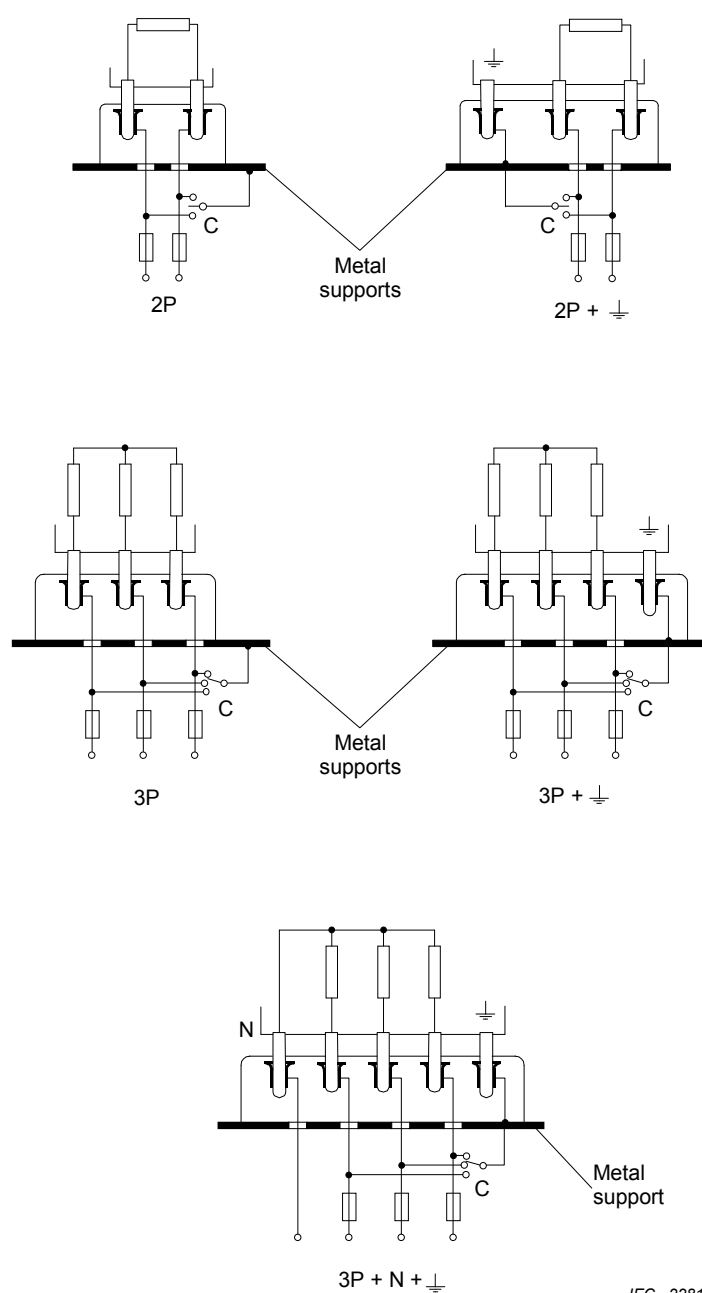 C
C
Metal
supports
2P
2P + ⏚
C
C
Metal
supports
3P
3P + ⏚
N
C
Metal
support
3P + N + ⏚